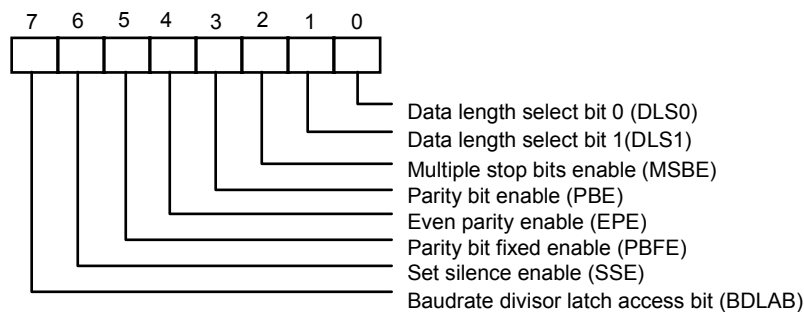 7 6 5 4 3 2 1 0
Data length select bit 0 (DLS0)
Data length select bit 1(DLS1)
Multiple stop bits enable (MSBE)
Parity bit enable (PBE)
Even parity enable (EPE)
Parity bit fixed enable (PBFE)
Set silence enable (SSE)
Baudrate divisor latch access bit (BDLAB)